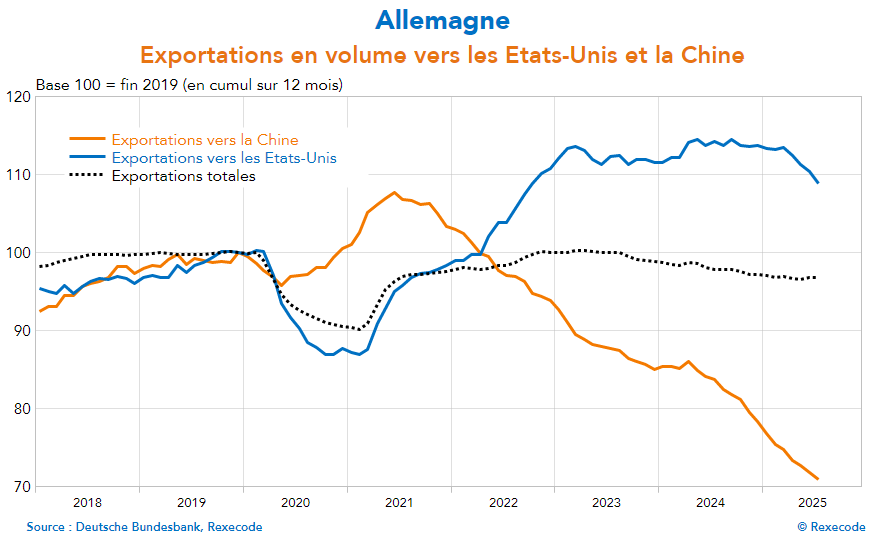 Allemagne
Exportations en volume vers les Etats-Unis et la Chine
Base 100 = fin 2019 (en cumul sur 12 mois)
120
Exportations vers la Chine
Exportations vers les Etats-Unis
Exportations totales
110
100
90
80
70
2018 2019 2020 2021 2022 2023 2024 2025
Source : Deutsche Bundesbank, Rexecode © Rexecode